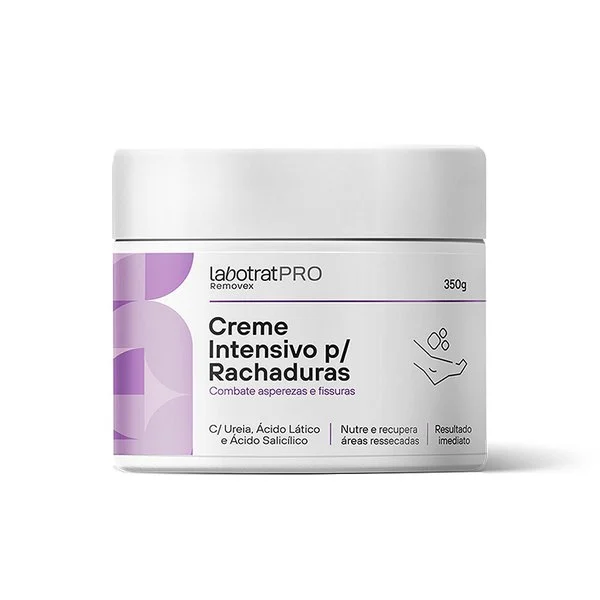 labotratPRO
Removex
350g
Creme
Intensivo p/
Rachaduras
Combate asperezas e fissuras
C/ Ureia, Ácido Lático
e Ácido Salicílico
Nutre e recupera
áreas ressecadas
Resultado
imediato